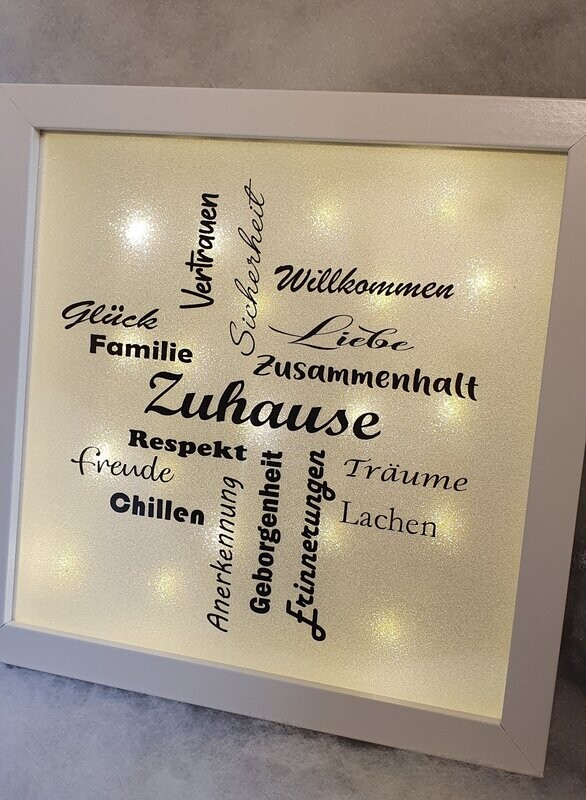 Vertrauen
Sicherheit
Willkommen
Glück
Liebe
Familie
Zusammenhalt
Zuhause
Respekt
Freude
Träume
Chillen
Lachen
Anerkennung
Geborgenheit
Erinnerungen